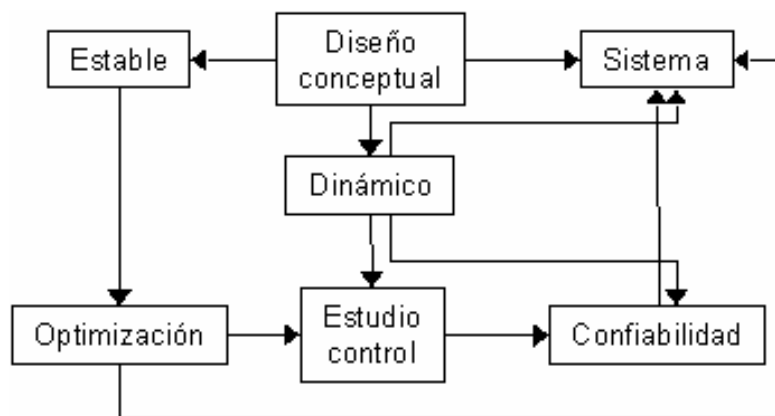 Estable
Diseño
conceptual
Sistema
Dinámico
Optimización
Estudio
control
Confiabilidad